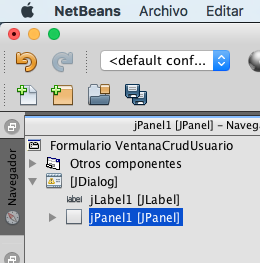 NetBeans Archivo Editar
<default conf...
jPanel1 [JPanel] – Navega
Navegador
Formulario VentanaCrudUsuario
Otros componentes
[JDialog]
label jLabel1 [JLabel]
jPanel1 [JPanel]